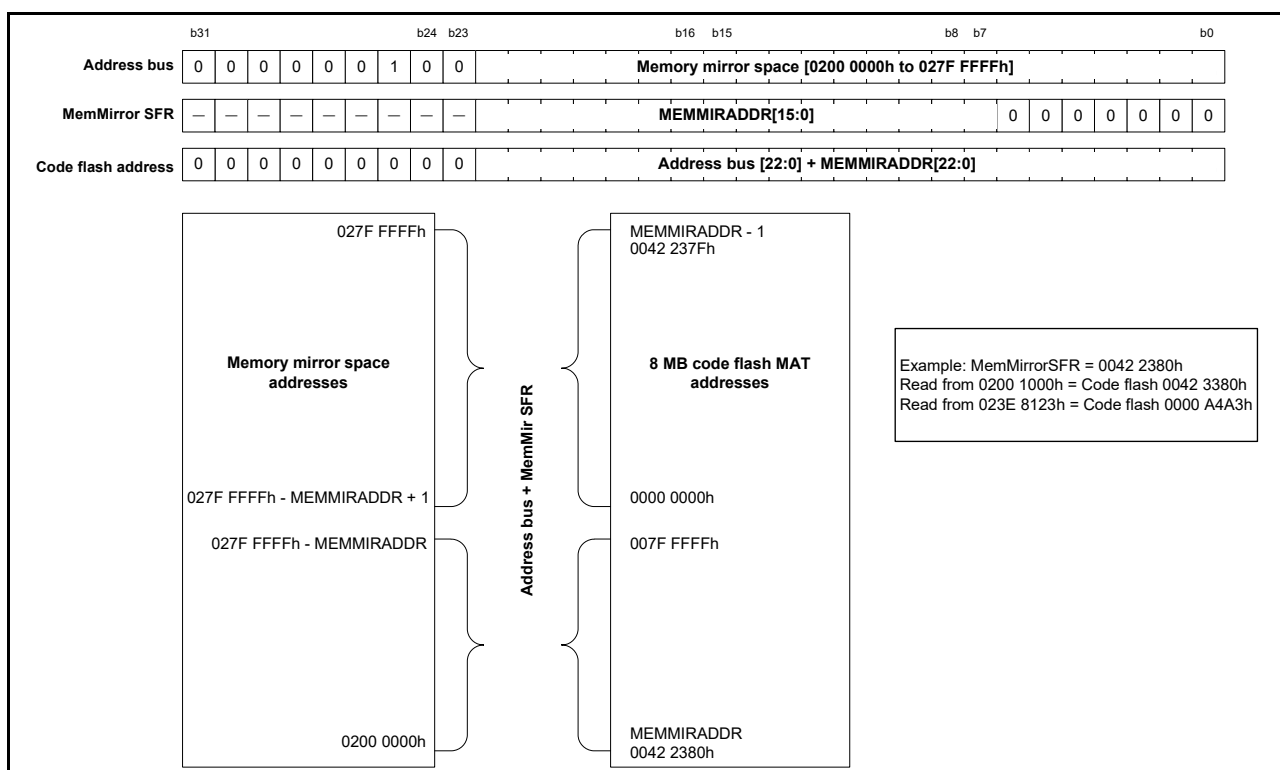 b31 b24 b23 b16 b15 b8 b7 b0
Address bus 0 0 0 0 0 0 1 0 0 Memory mirror space [0200 0000h to 027F FFFFh]
MemMirror SFR — — — — — — — — — MEMMIRADDR[15:0] 0 0 0 0 0 0 0
Code flash address 0 0 0 0 0 0 0 0 0 Address bus [22:0] + MEMMIRADDR[22:0]
027F FFFFh
Memory mirror space
addresses
027F FFFFh - MEMMIRADDR + 1
027F FFFFh - MEMMIRADDR
0200 0000h
Address bus + MemMir SFR
MEMMIRADDR - 1
0042 237Fh
8 MB code flash MAT
addresses
0000 0000h
007F FFFFh
MEMMIRADDR
0042 2380h
Example: MemMirrorSFR = 0042 2380h
Read from 0200 1000h = Code flash 0042 3380h
Read from 023E 8123h = Code flash 0000 A4A3h